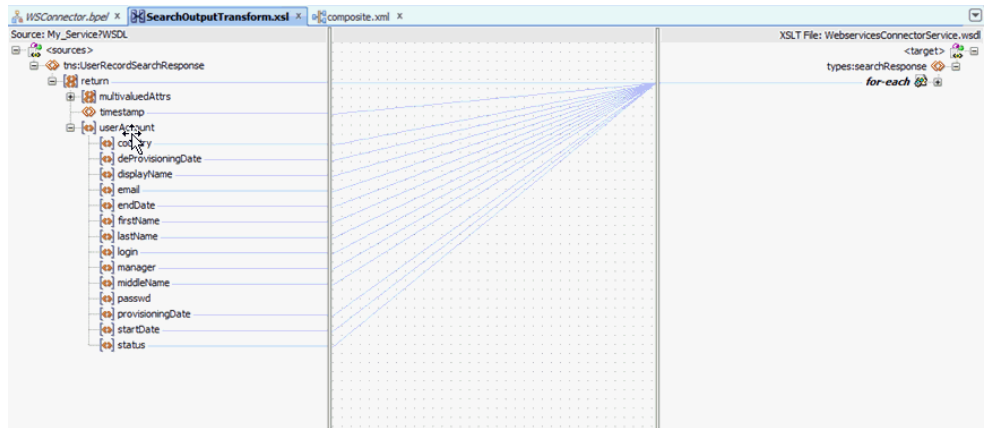 WSConnector.bpel
SearchOutputTransform.xsl
composite.xml
Source: My_Service?WSDL
XSLT File: WebservicesConnectorService.wsdl
<sources>
<target>
tns:UserRecordSearchResponse
types:searchResponse
return
for-each
multivaluedAttrs
timestamp
userAccount
deProvisioningDate
displayName
email
endDate
firstName
lastName
login
manager
middleName
passwd
provisioningDate
startDate
status